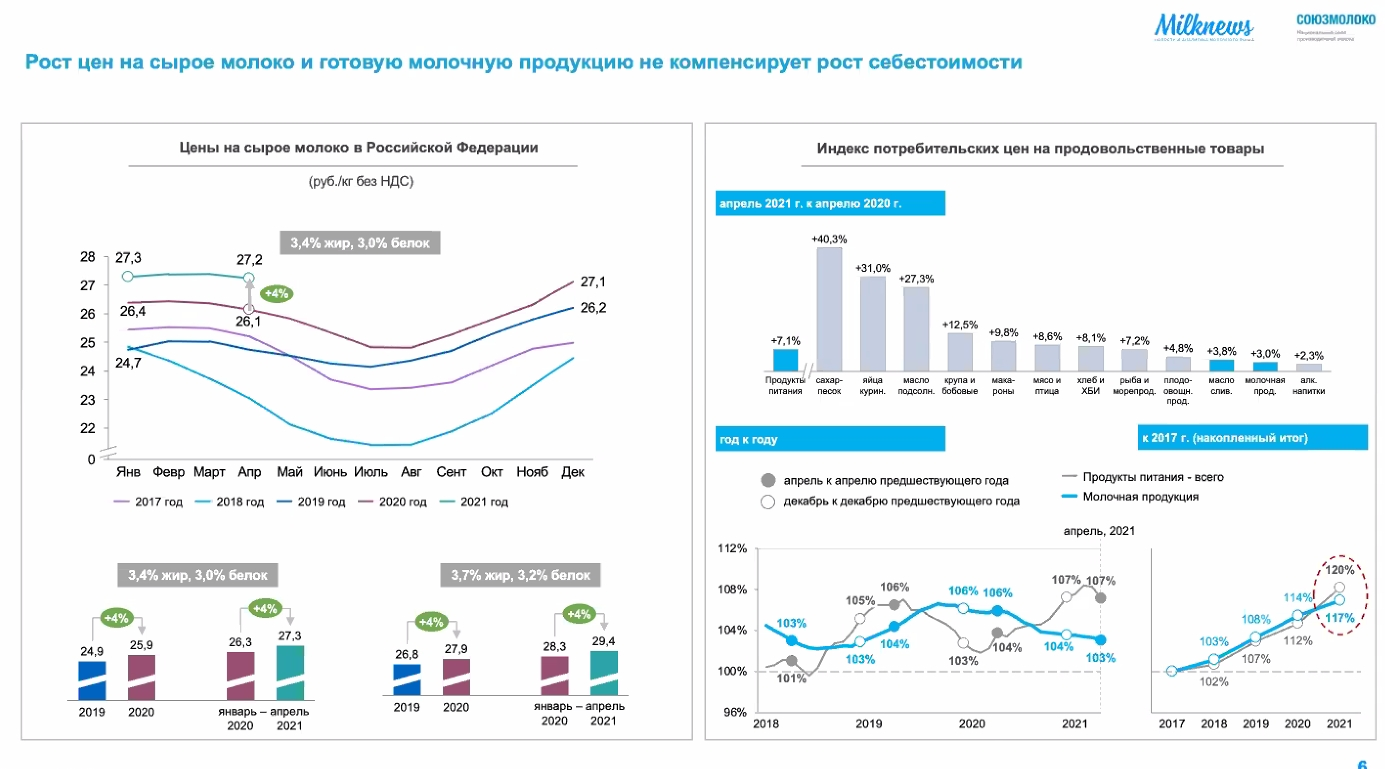 Milknews
СОЮЗМОЛОКО
Рост цен на сырое молоко и готовую молочную продукцию не компенсирует рост себестоимости
Цены на сырое молоко в Российской Федерации
(руб./кг без НДС)
3,4% жир, 3,0% белок
28
27
26
25
24
23
22
0
27,3
27,2
+4%
26,4
26,1
24,7
27,1
26,2
Янв Февр Март Апр Май Июнь Июль Авг Сент Окт Нояб Дек
2017 год 2018 год 2019 год 2020 год 2021 год
3,4% жир, 3,0% белок
+4%
+4%
24,9 25,9 26,3 27,3
2019 2020 январь – апрель
2020 2021
3,7% жир, 3,2% белок
+4%
+4%
26,8 27,9 28,3 29,4
2019 2020 январь – апрель
2020 2021
Индекс потребительских цен на продовольственные товары
апрель 2021 г. к апрелю 2020 г.
+7,1% +40,3% +31,0% +27,3% +12,5% +9,8% +8,6% +8,1% +7,2% +4,8% +3,8% +3,0% +2,3%
Продукты питания
сахар-песок
яйца курин.
масло подсолн.
крупа и бобовые
мака-роны
мясо и птица
хлеб и ХБИ
рыба и морепрод.
плодо-овощн. прод.
масло слив.
молочная прод.
алк. напитки
год к году
к 2017 г. (накопленный итог)
апрель к апрелю предшествующего года
декабрь к декабрю предшествующего года
Продукты питания - всего
Молочная продукция
апрель, 2021
112%
108%
104%
100%
96%
103%
101%
105%
103%
106%
104%
106%
103%
106%
104%
107%
104%
107%
103%
2018 2019 2020 2021
103%
102%
108%
107%
114%
112%
120%
117%
2017 2018 2019 2020 2021
6